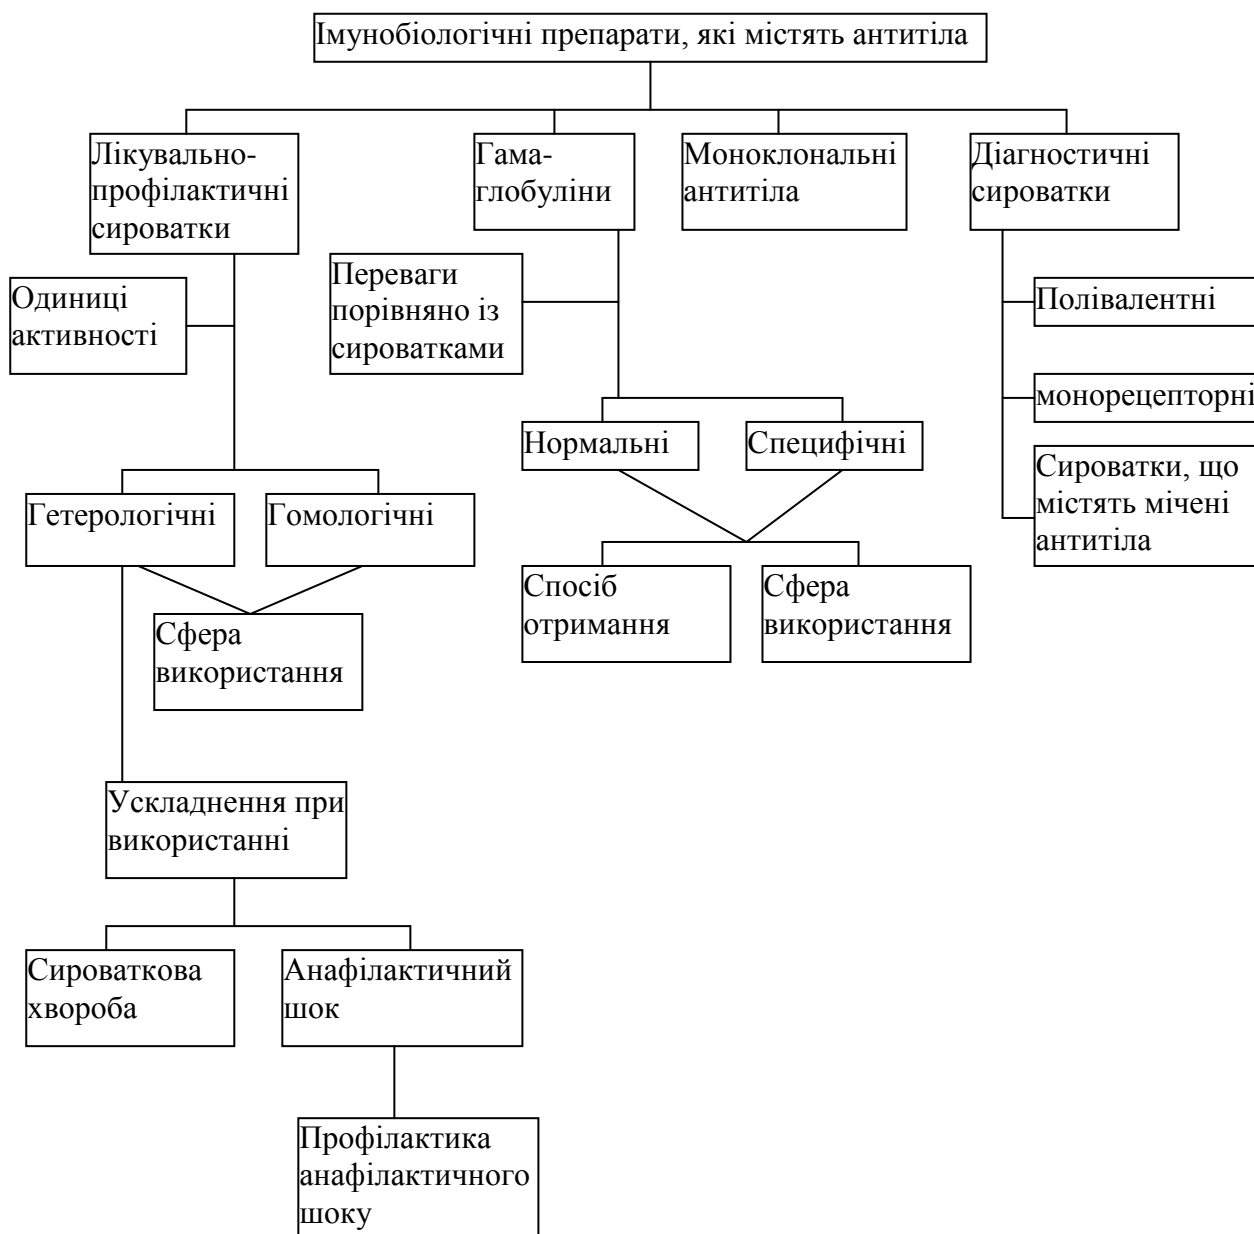 Імунобіологічні препарати, які містять антитіла
Лікувально-
профілактичні
сироватки
Гама-
глобуліни
Моноклональні
антитіла
Діагностичні
сироватки
Одиниці
активності
Переваги
порівняно із
сироватками
Полівалентні
монорецепторні
Нормальні
Специфічні
Сироватки, що
містять мічені
антитіла
Гетерологічні
Гомологічні
Спосіб
отримання
Сфера
використання
Сфера
використання
Ускладнення при
використанні
Сироваткова
хвороба
Анафілактичний
шок
Профілактика
анафілактичного
шоку